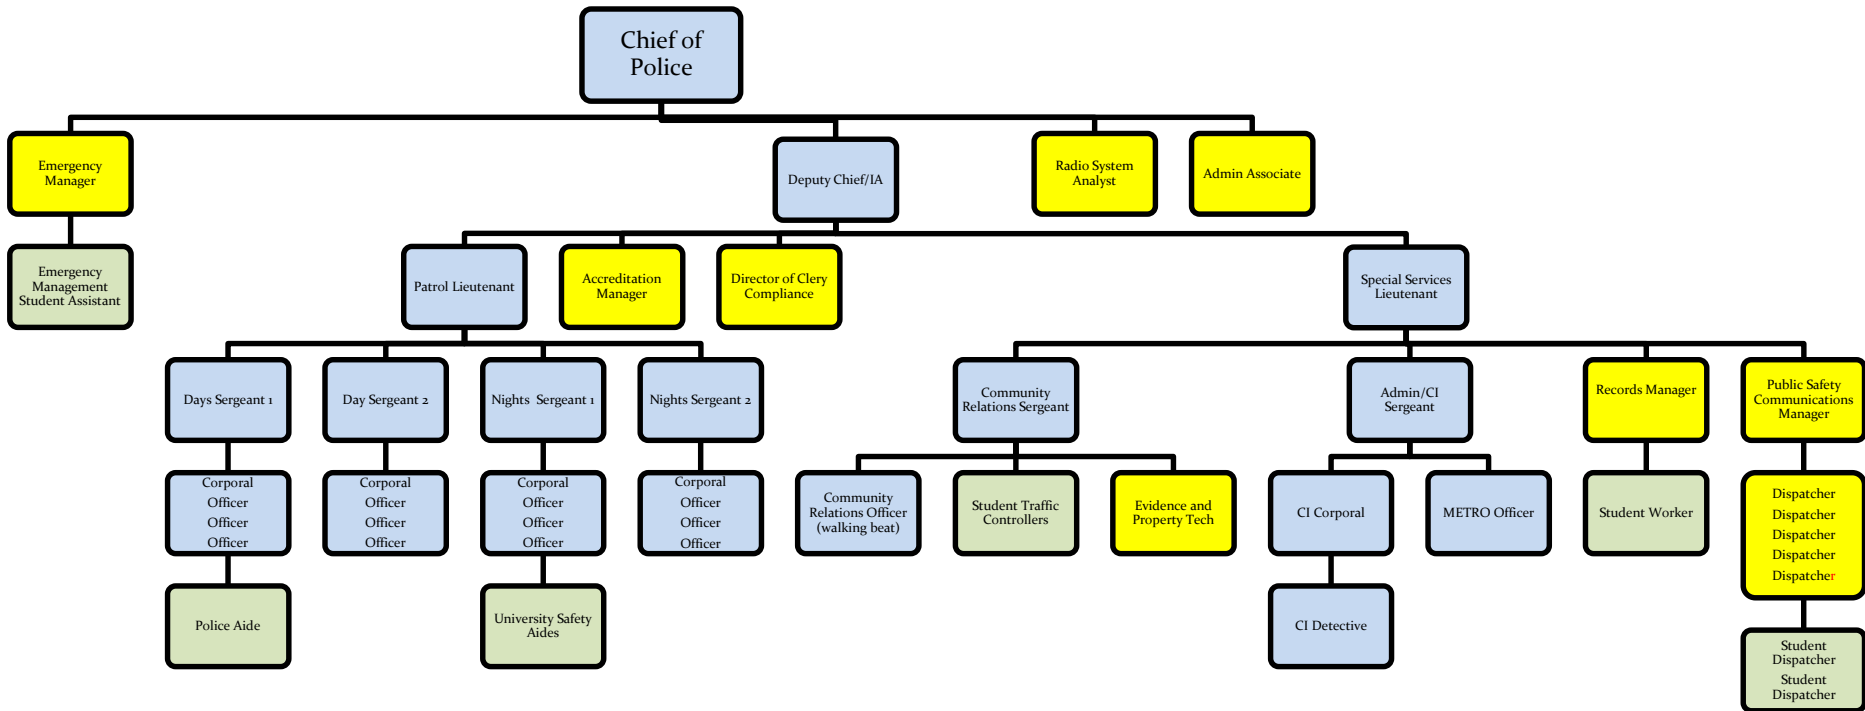 Chief of
Police
Emergency
Manager
Deputy Chief/IA
Radio System
Analyst
Admin Associate
Emergency
Management
Student Assistant
Patrol Lieutenant
Accreditation
Manager
Director of Clery
Compliance
Special Services
Lieutenant
Days Sergeant 1
Day Sergeant 2
Nights Sergeant 1
Nights Sergeant 2
Community
Relations Sergeant
Admin/CI
Sergeant
Records Manager
Public Safety
Communications
Manager
Corporal
Officer
Officer
Officer
Corporal
Officer
Officer
Officer
Corporal
Officer
Officer
Officer
Corporal
Officer
Officer
Officer
Community
Relations Officer
(walking beat)
Student Traffic
Controllers
Evidence and
Property Tech
CI Corporal
METRO Officer
Student Worker
Dispatcher
Dispatcher
Dispatcher
Dispatcher
Dispatcher
Police Aide
University Safety
Aides
CI Detective
Student
Dispatcher
Student
Dispatcher